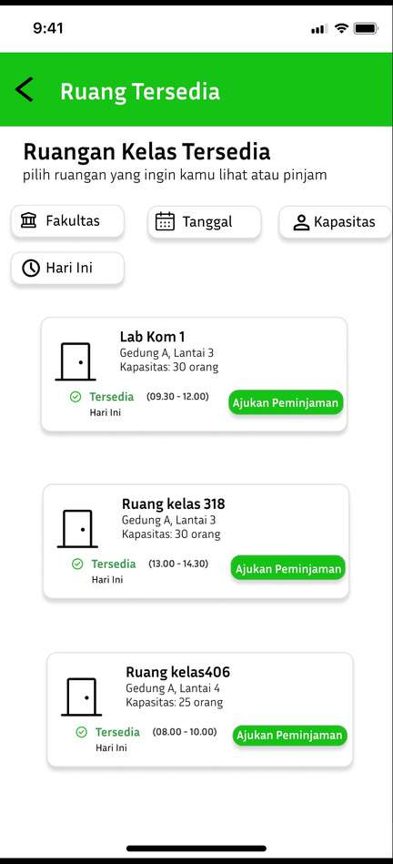 9:41
Ruang Tersedia
Ruangan Kelas Tersedia
pilih ruangan yang ingin kamu lihat atau pinjam
Fakultas
Tanggal
Kapasitas
Hari Ini
Lab Kom 1
Gedung A, Lantai 3
Kapasitas: 30 orang
Tersedia (09.30 - 12.00)
Ajukan Peminjaman
Hari Ini
Ruang kelas 318
Gedung A, Lantai 3
Kapasitas: 30 orang
Tersedia (13.00 - 14.30)
Ajukan Peminjaman
Hari Ini
Ruang kelas406
Gedung A, Lantai 4
Kapasitas: 25 orang
Tersedia (08.00 - 10.00)
Ajukan Peminjaman
Hari Ini